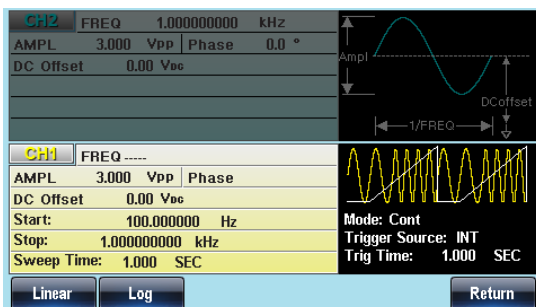 CH2 FREQ 1.000000000 kHz
AMPL 3.000 VPP Phase 0.0 °
DC Offset 0.00 VDC
Ampl
DCoffset
1/FREQ
CH1 FREQ -----
AMPL 3.000 VPP Phase
DC Offset 0.00 VDC
Start: 100.000000 Hz
Stop: 1.000000000 kHz
Sweep Time: 1.000 SEC
Mode: Cont
Trigger Source: INT
Trig Time: 1.000 SEC
Linear Log Return